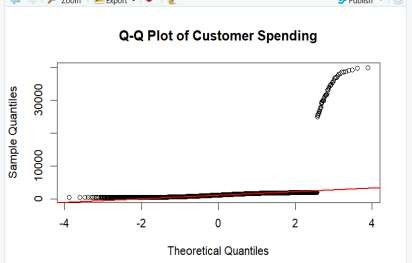 Zoom Export Publish
Q-Q Plot of Customer Spending
Sample Quantiles
30000
10000
0
-4 -2 0 2 4
Theoretical Quantiles